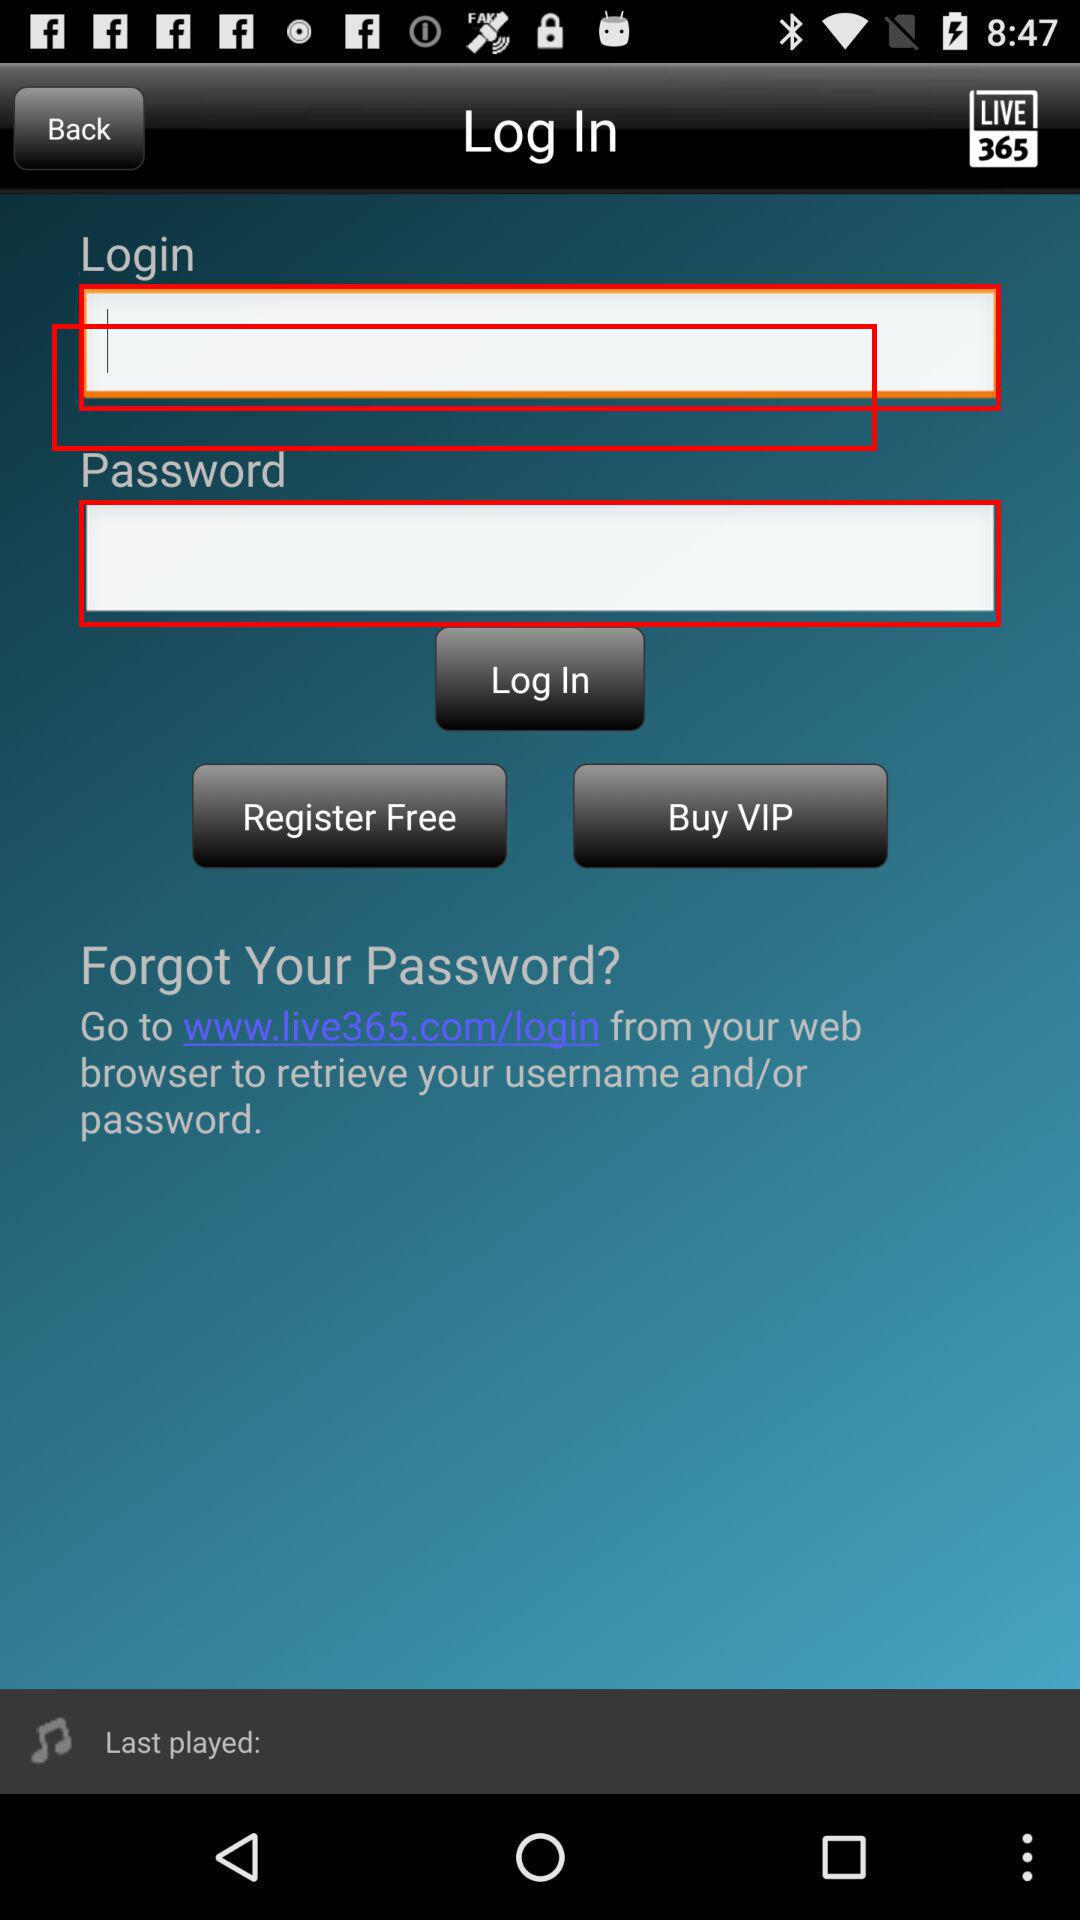 FAKE
8:47
Back
Log In
LIVE
365
Login
Password
Log In
Register Free
Buy VIP
Forgot Your Password?
Go to www.live365.com/login from your web
browser to retrieve your username and/or
password.
Last played: